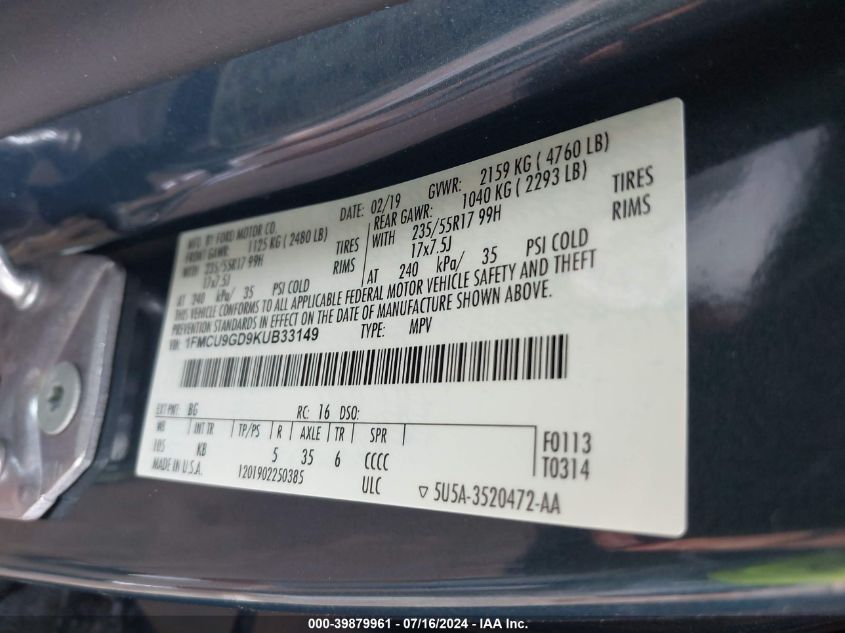 MFG. BY FORD MOTOR CO. DATE: 02/19 GVWR: 2159 KG ( 4760 LB)
FRONT GAWR: 1125 KG ( 2480 LB) REAR GAWR: 1040 KG ( 2293 LB)
WITH 235/55R17 99H TIRES WITH 235/55R17 99H TIRES
17x7.5J RIMS 17x7.5J RIMS
AT 240 kPa/ 35 PSI COLD AT 240 kPa/ 35 PSI COLD
THIS VEHICLE CONFORMS TO ALL APPLICABLE FEDERAL MOTOR VEHICLE SAFETY AND THEFT
PREVENTION STANDARDS IN EFFECT ON THE DATE OF MANUFACTURE SHOWN ABOVE.
VIN: 1FMCU9GD9KUB33149 TYPE: MPV
EXT PNT: BG RC: 16 DSO:
WB INT TR TP/PS R AXLE TR SPR F0113
105 KB 5 35 6 CCCC T0314
MADE IN U.S.A. 1201902250385 ULC ▽ 5U5A-3520472-AA
000-39879961 - 07/16/2024 - IAA Inc.